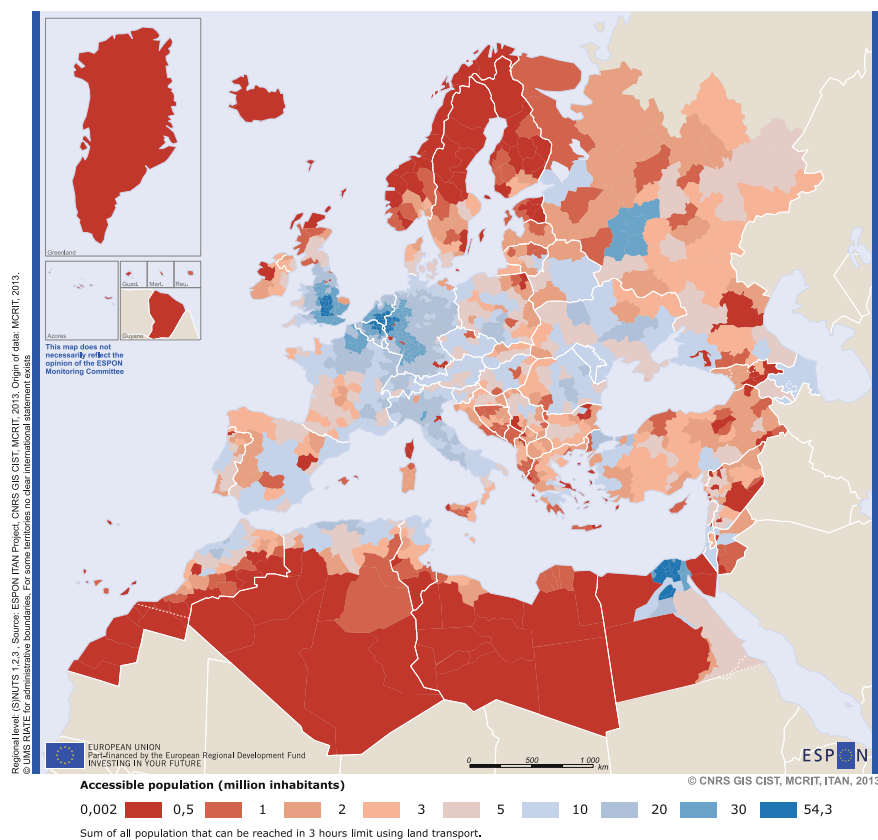 Greenland
Azores
Guad.
Mart.
Reu.
Guyane
This map does not
necessarily reflect the
opinion of the ESPON
Monitoring Committee
Regional level: (S)NUTS 1,2,3 . Source: ESPON ITAN Project, CNRS GIS CIST, MCRIT, 2013. Origin of data: MCRIT, 2013.
© UMS RIATE for administrative boundaries. For some territories no clear international statement exists
EUROPEAN UNION
Part-financed by the European Regional Development Fund
INVESTING IN YOUR FUTURE
0 500 1 000
km
ESPON
© CNRS GIS CIST, MCRIT, ITAN, 2013
Accessible population (million inhabitants)
0,002 0,5 1 2 3 5 10 20 30 54,3
Sum of all population that can be reached in 3 hours limit using land transport.